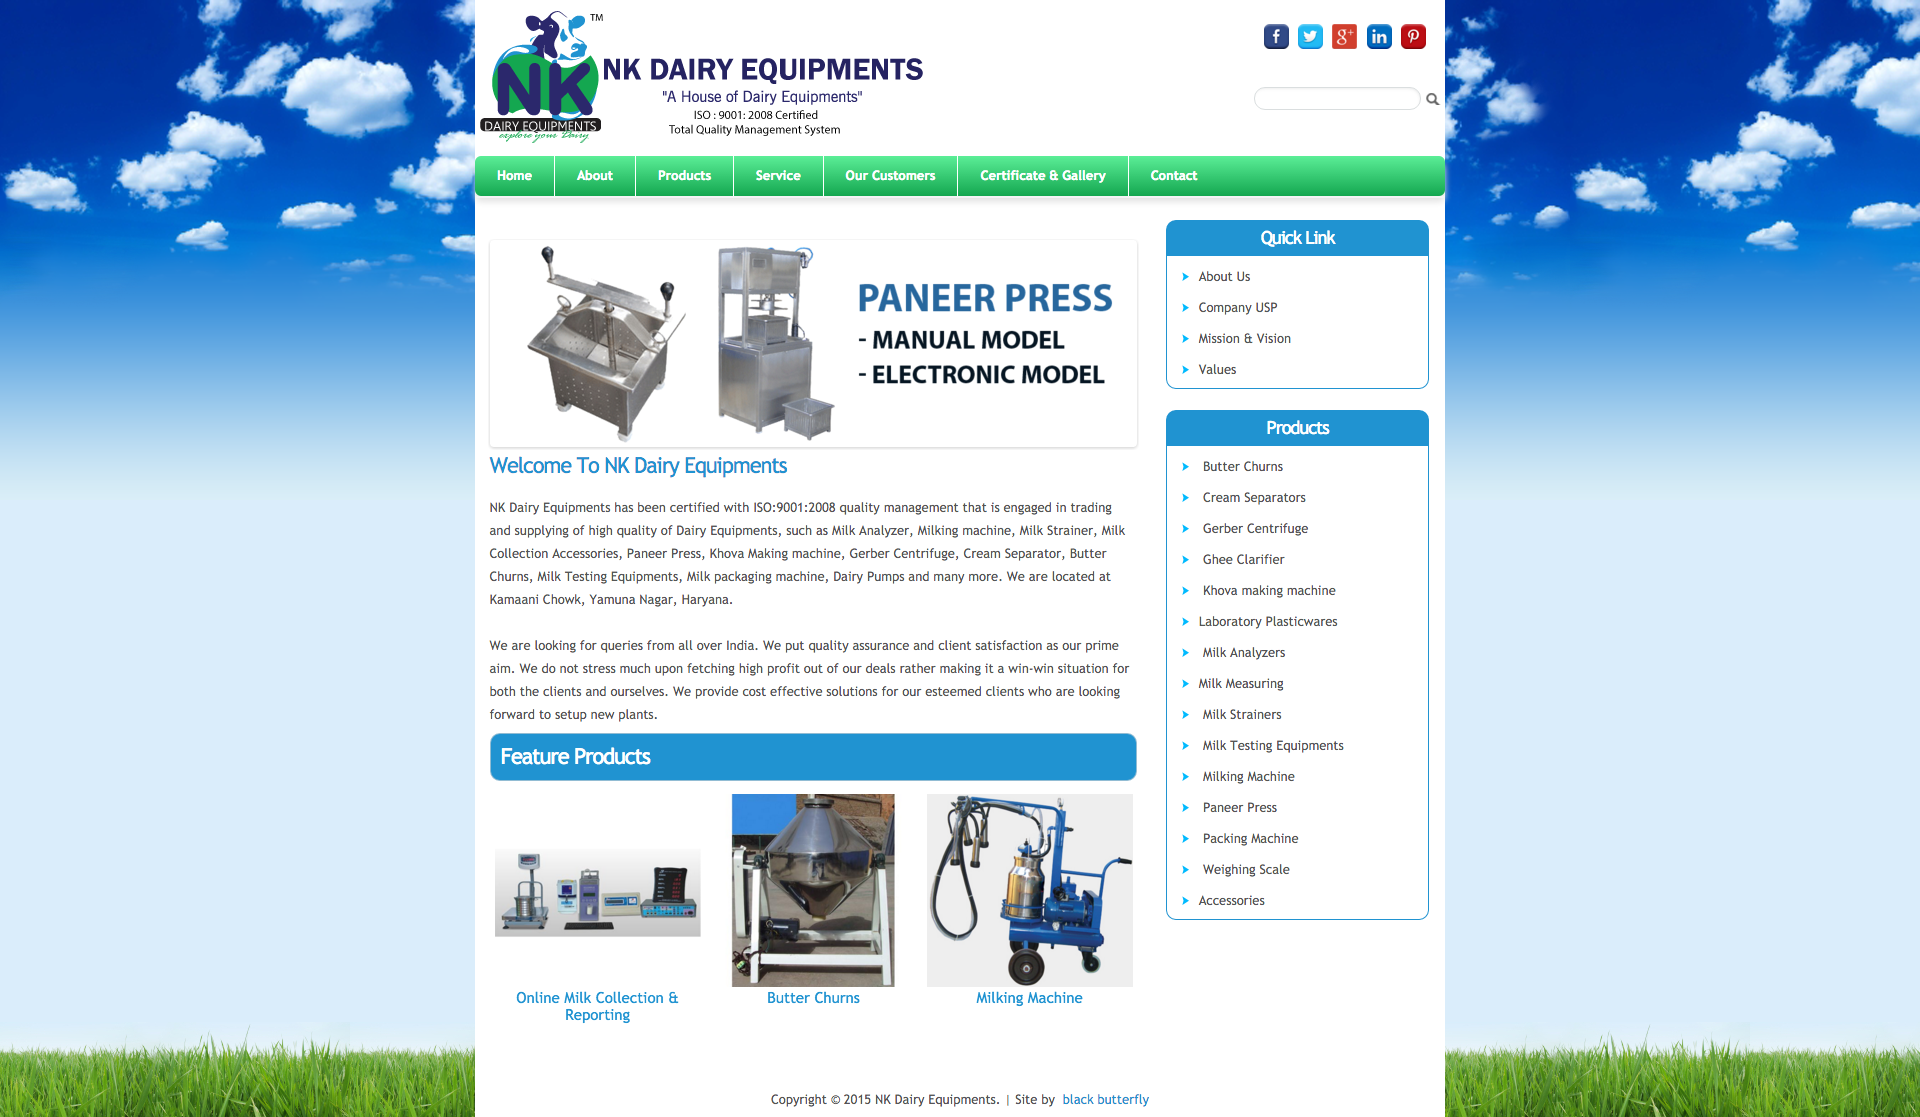 TM
NK
DAIRY EQUIPMENTS
explore your Dairy
NK DAIRY EQUIPMENTS
"A House of Dairy Equipments"
ISO : 9001: 2008 Certified
Total Quality Management System
f g+ in
Home About Products Service Our Customers Certificate & Gallery Contact
PANEER PRESS
- MANUAL MODEL
- ELECTRONIC MODEL
Welcome To NK Dairy Equipments
NK Dairy Equipments has been certified with ISO:9001:2008 quality management that is engaged in trading
and supplying of high quality of Dairy Equipments, such as Milk Analyzer, Milking machine, Milk Strainer, Milk
Collection Accessories, Paneer Press, Khova Making machine, Gerber Centrifuge, Cream Separator, Butter
Churns, Milk Testing Equipments, Milk packaging machine, Dairy Pumps and many more. We are located at
Kamaani Chowk, Yamuna Nagar, Haryana.
We are looking for queries from all over India. We put quality assurance and client satisfaction as our prime
aim. We do not stress much upon fetching high profit out of our deals rather making it a win-win situation for
both the clients and ourselves. We provide cost effective solutions for our esteemed clients who are looking
forward to setup new plants.
Feature Products
Online Milk Collection &
Reporting
Butter Churns
Milking Machine
Quick Link
About Us
Company USP
Mission & Vision
Values
Products
Butter Churns
Cream Separators
Gerber Centrifuge
Ghee Clarifier
Khova making machine
Laboratory Plasticwares
Milk Analyzers
Milk Measuring
Milk Strainers
Milk Testing Equipments
Milking Machine
Paneer Press
Packing Machine
Weighing Scale
Accessories
Copyright © 2015 NK Dairy Equipments. | Site by black butterfly